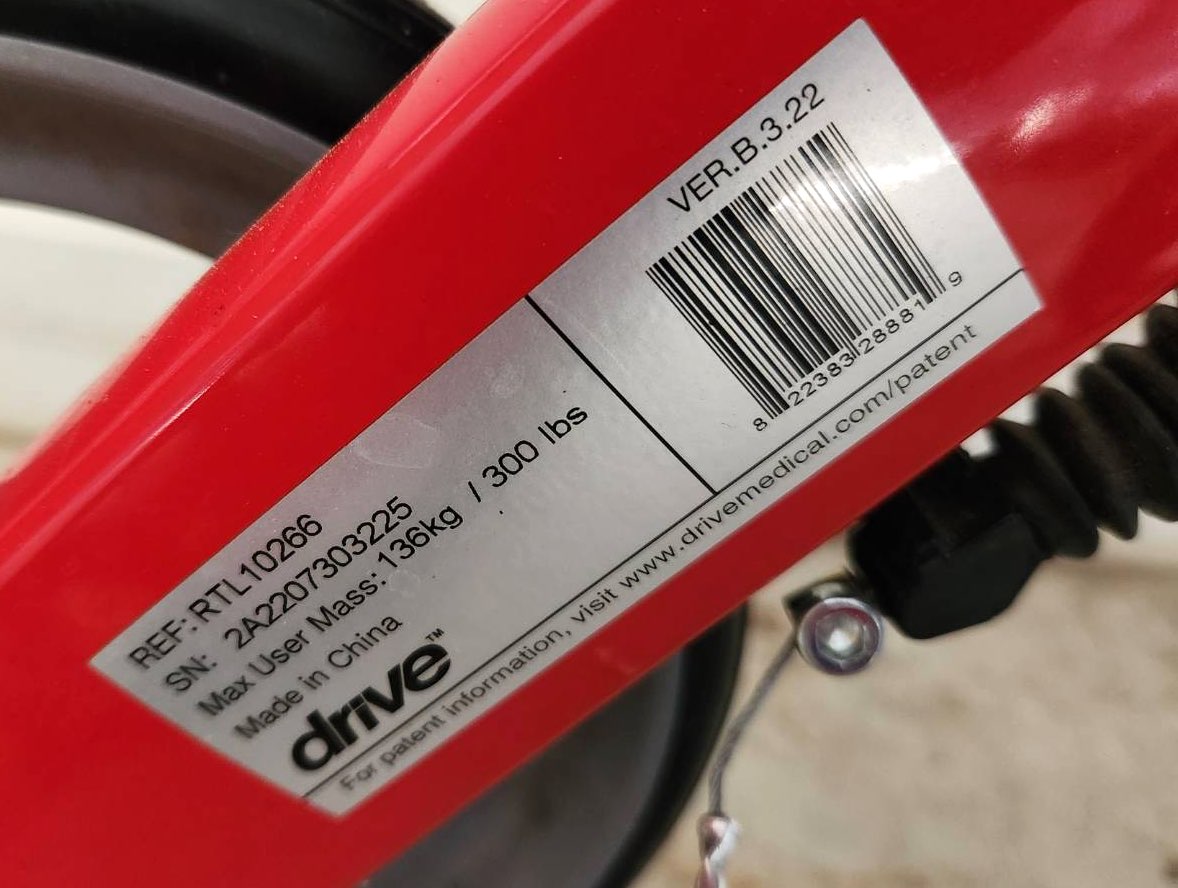 REF: RTL10266
SN: 2A2207303225
Max User Mass: 136kg / 300 lbs
Made in China
drive™
For patent information, visit www.drivemedical.com/patent
VER.B.3.22
8 22383 28881 9